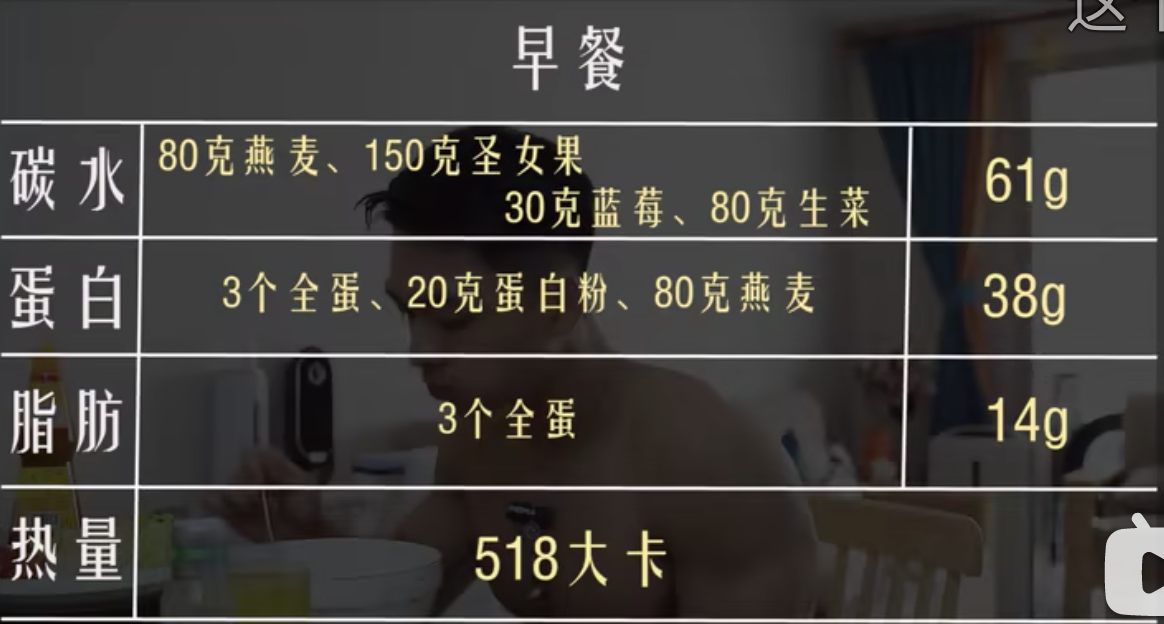 这
早餐
碳水
80克燕麦、150克圣女果
30克蓝莓、80克生菜
61g
蛋白
3个全蛋、20克蛋白粉、80克燕麦
38g
脂肪
3个全蛋
14g
热量
518大卡